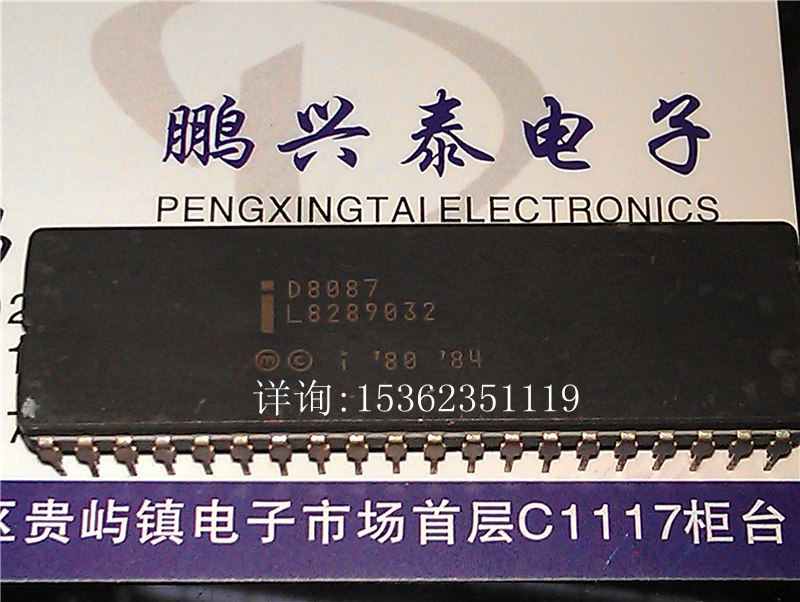 鹏兴泰电子
PENGXINGTAI ELECTRONICS
D8087
L8289032
ⓜ © i '80 '84
详询:15362351119
区贵屿镇电子市场首层C1117柜台